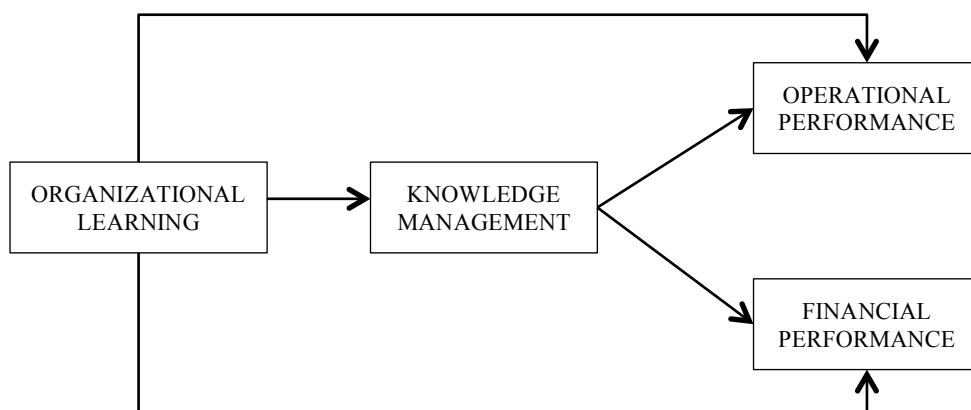 ORGANIZATIONAL
LEARNING
KNOWLEDGE
MANAGEMENT
OPERATIONAL
PERFORMANCE
FINANCIAL
PERFORMANCE